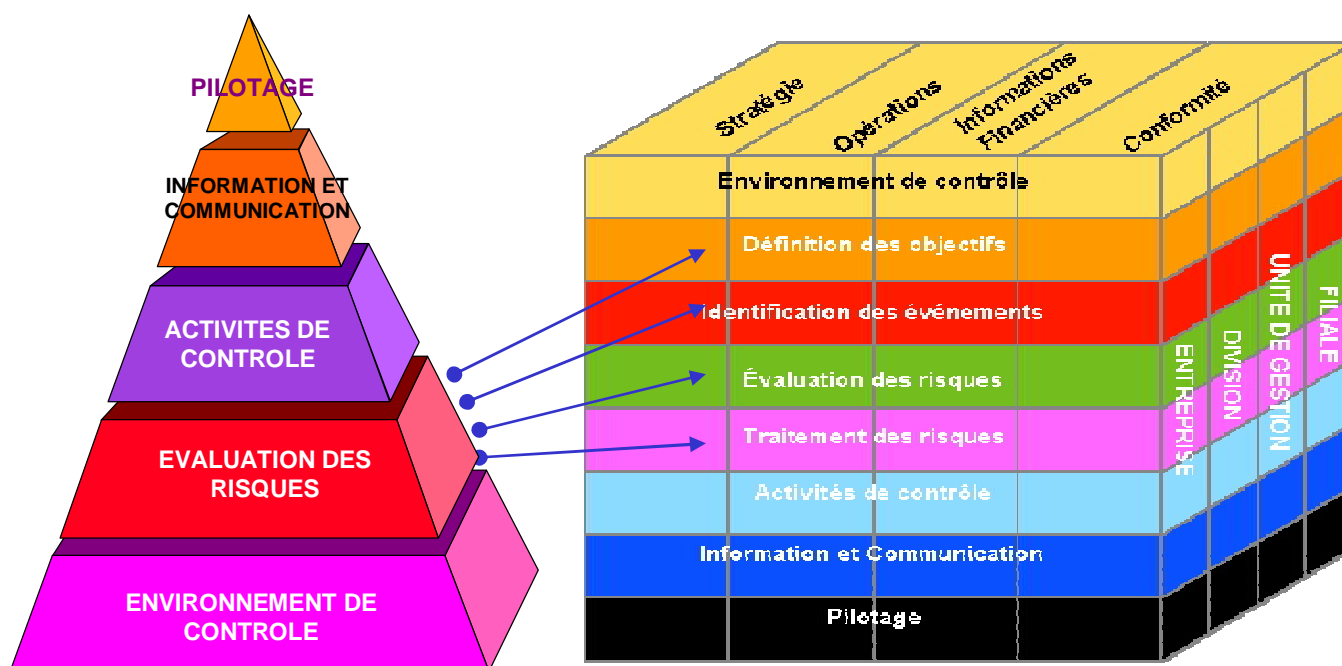 PILOTAGE
INFORMATION ET
COMMUNICATION
ACTIVITES DE
CONTROLE
EVALUATION DES
RISQUES
ENVIRONNEMENT DE
CONTROLE
Stratégie
Opérations
Informations
Financières
Conformité
Environnement de contrôle
Définition des objectifs
Identification des événements
Évaluation des risques
Traitement des risques
Activités de contrôle
Information et Communication
Pilotage
ENTREPRISE
DIVISION
UNITE DE GESTION
FILIALE